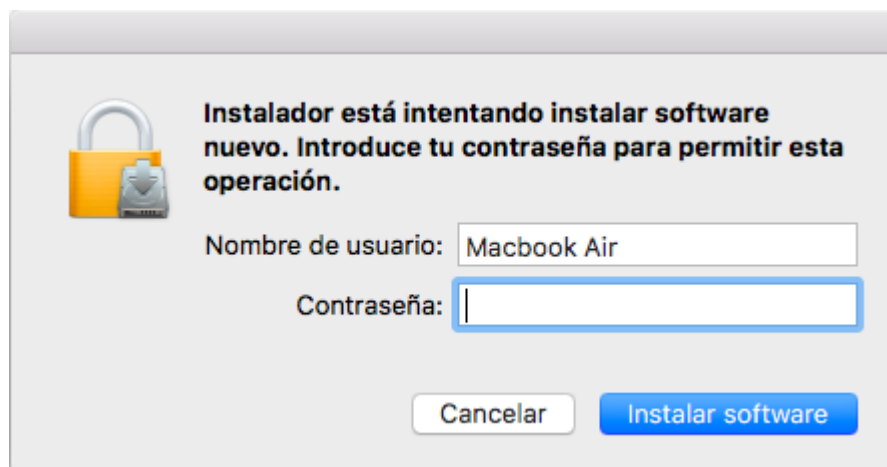 Instalador está intentando instalar software
nuevo. Introduce tu contraseña para permitir esta
operación.
Nombre de usuario: Macbook Air
Contraseña:
Cancelar Instalar software